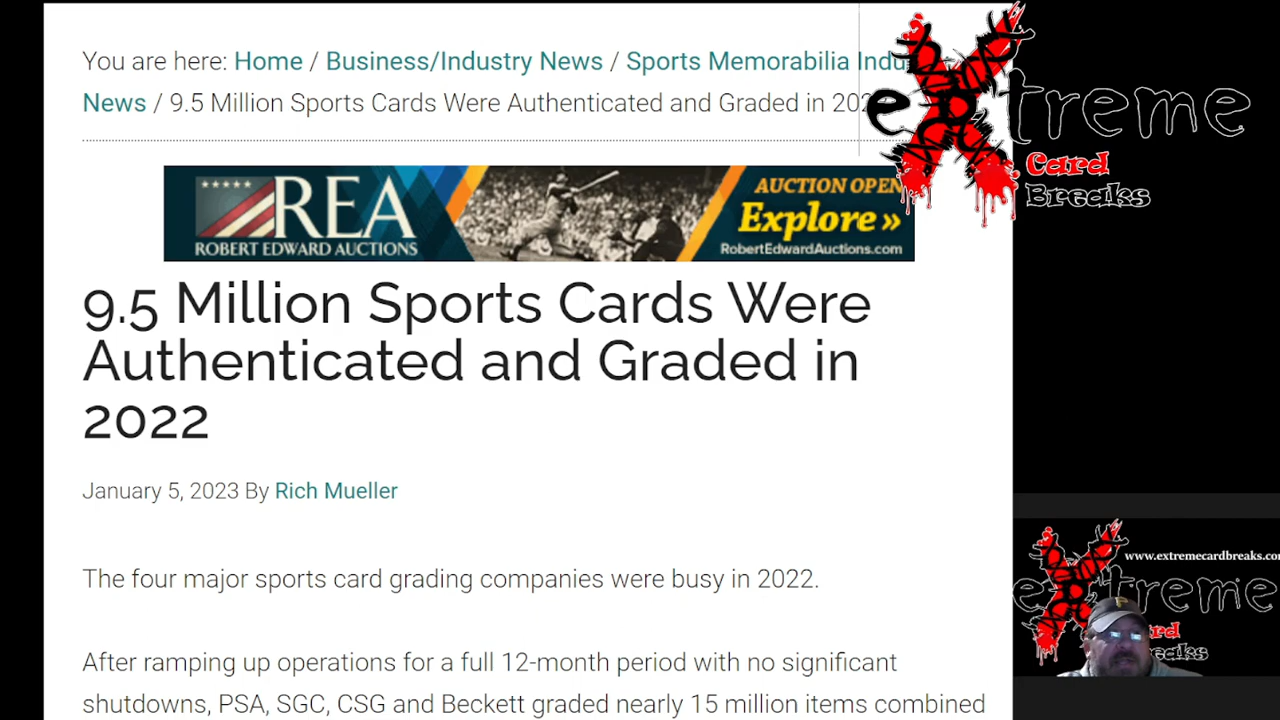 You are here: Home / Business/Industry News / Sports Memorabilia Indu
News / 9.5 Million Sports Cards Were Authenticated and Graded in 202
eXtreme
Card
Breaks
REA
ROBERT EDWARD AUCTIONS
AUCTION OPEN
Explore »
RobertEdwardAuctions.com
9.5 Million Sports Cards Were
Authenticated and Graded in
2022
January 5, 2023 By Rich Mueller
The four major sports card grading companies were busy in 2022.
After ramping up operations for a full 12-month period with no significant
shutdowns, PSA, SGC, CSG and Beckett graded nearly 15 million items combined
www.extremecardbreaks.co
eXtreme
rd
reaks